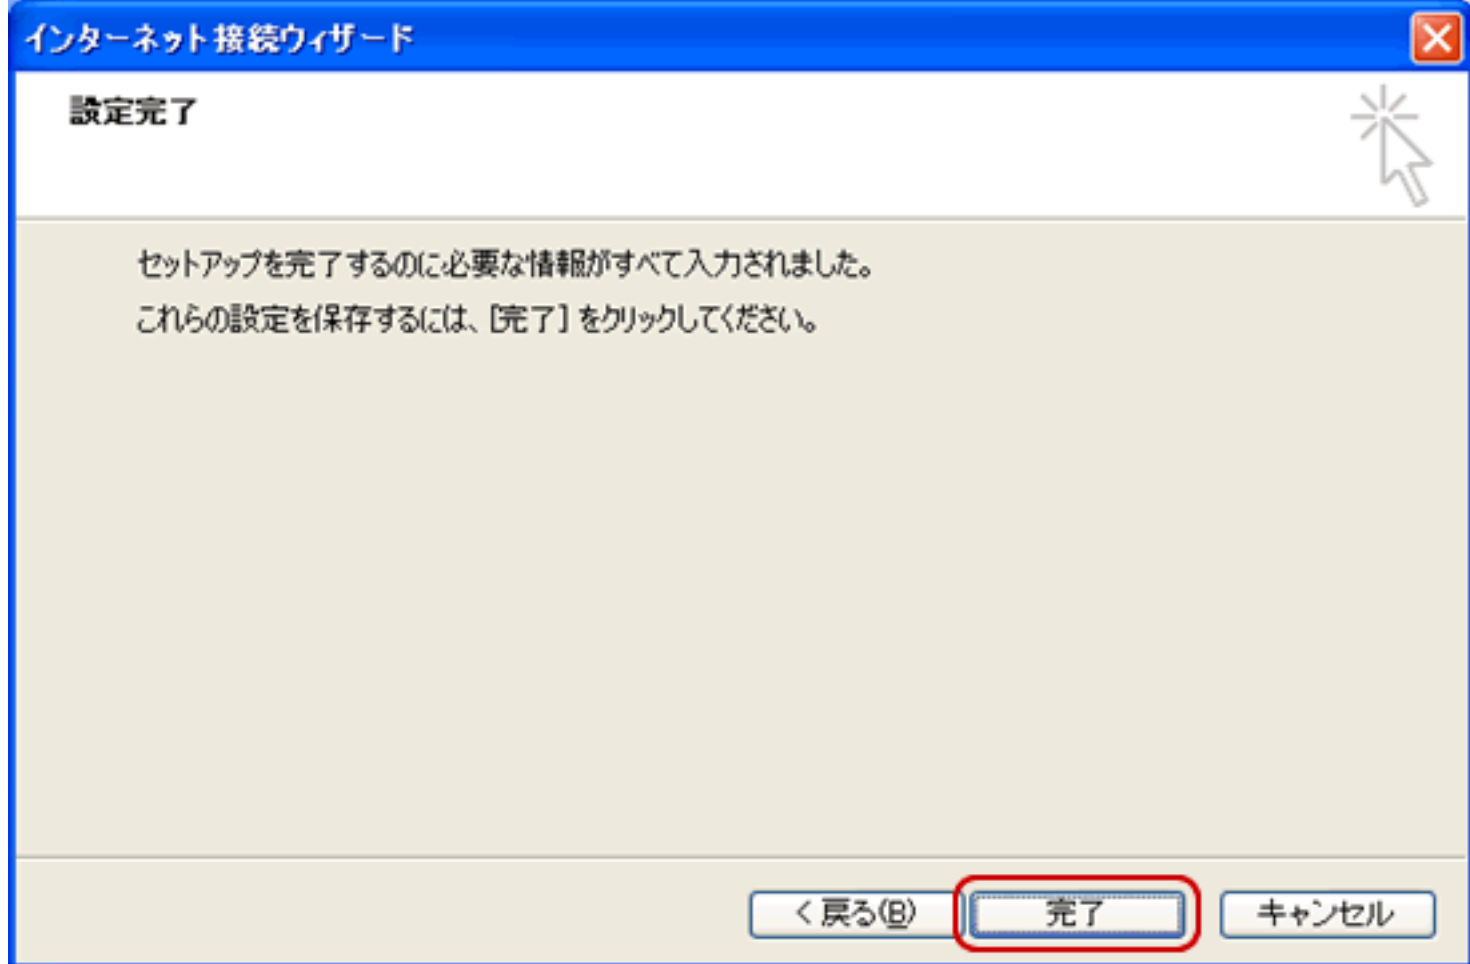 インターネット接続ウィザード
設定完了
セットアップを完了するのに必要な情報がすべて入力されました。
これらの設定を保存するには、[完了] をクリックしてください。
< 戻る(B) 完了 キャンセル